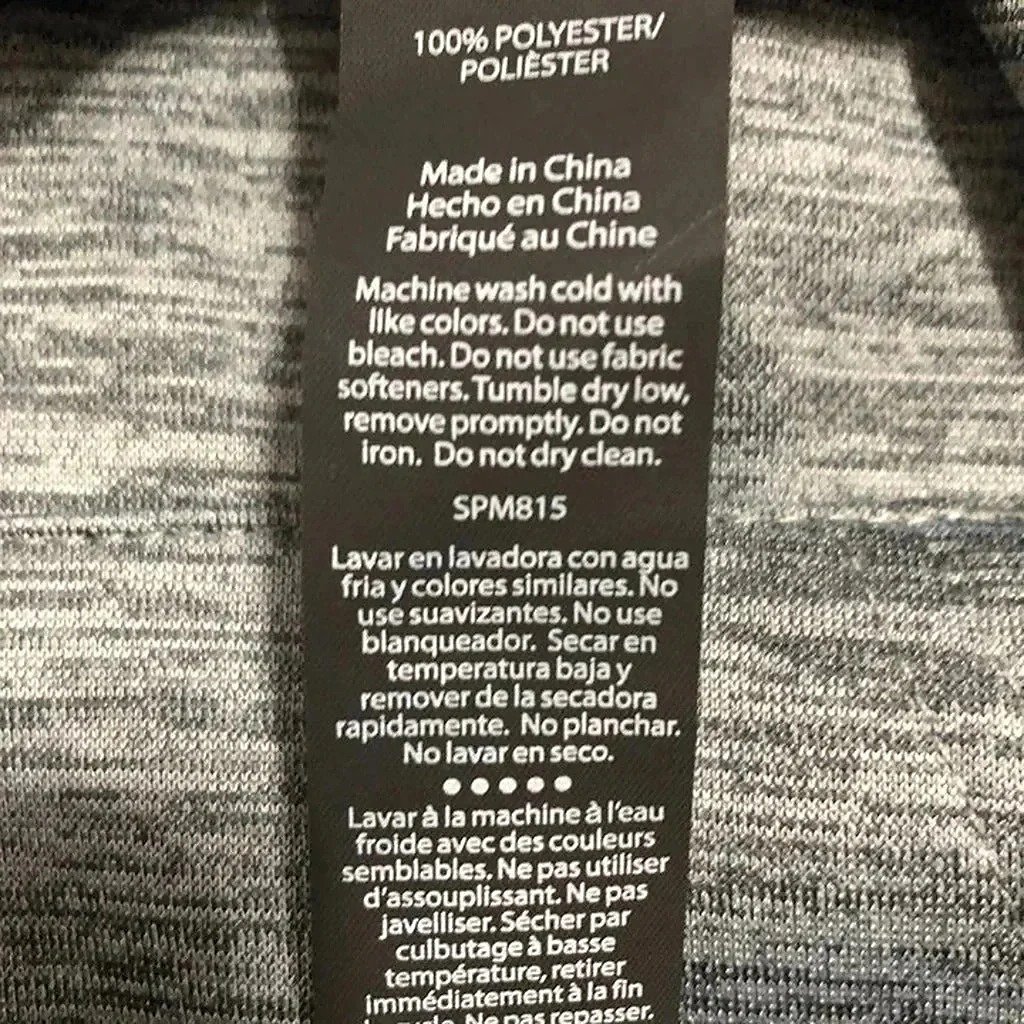 100% POLYESTER/
POLIÈSTER
Made in China
Hecho en China
Fabriqué au Chine
Machine wash cold with
like colors. Do not use
bleach. Do not use fabric
softeners. Tumble dry low,
remove promptly. Do not
iron. Do not dry clean.
SPM815
Lavar en lavadora con agua
fria y colores similares. No
use suavizantes. No use
blanqueador. Secar en
temperatura baja y
remover de la secadora
rapidamente. No planchar.
No lavar en seco.
Lavar à la machine à l'eau
froide avec des couleurs
semblables. Ne pas utiliser
d'assouplissant. Ne pas
javelliser. Sécher par
culbutage à basse
température, retirer
immédiatement à la fin
Ne pas repasser.